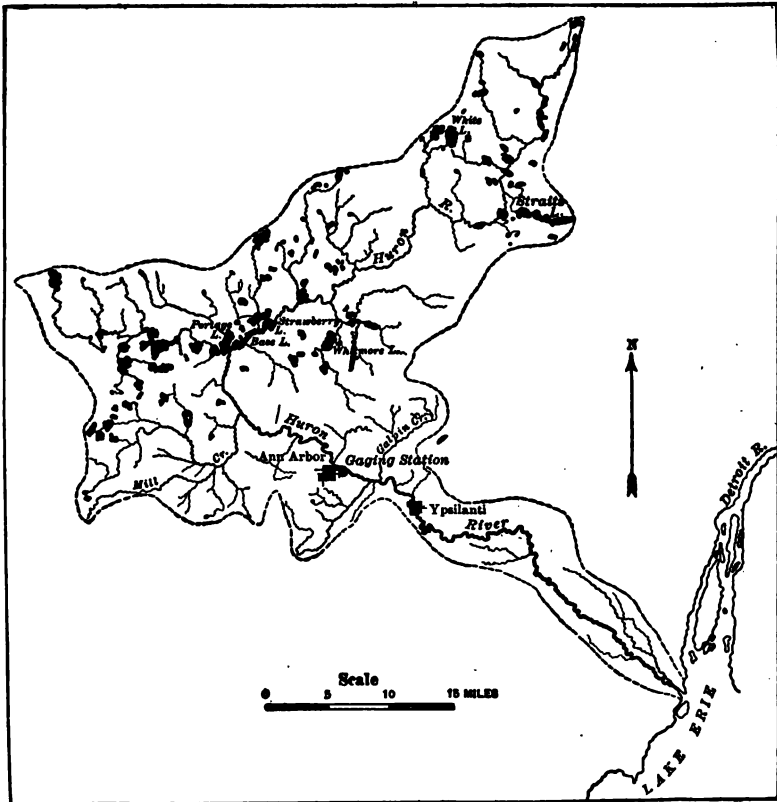 White
L.
Straits
L.
Huron
R.
Portage
L.
Strawberry
L.
Base L.
Whitmore L.
Huron
Ann Arbor
Gaging Station
Mill
Cr.
Ypsilanti
River
Detroit R.
N
Scale
0 5 10 15 MILES
LAKE ERIE